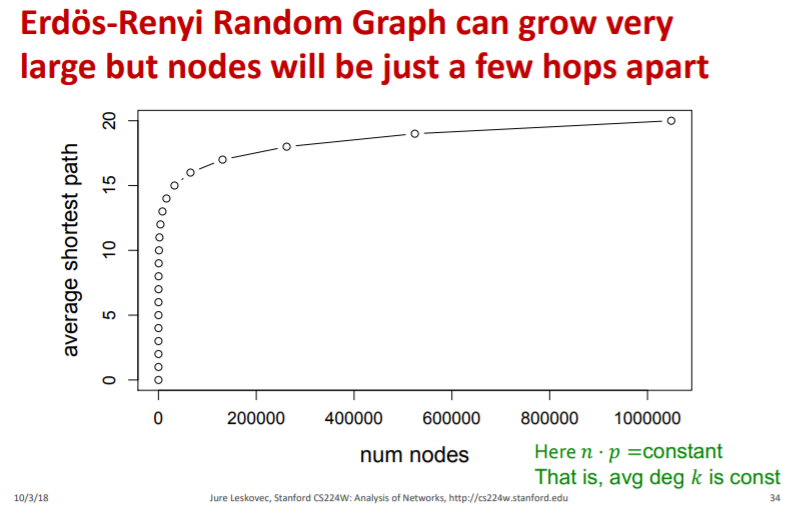 Erdös-Renyi Random Graph can grow very
large but nodes will be just a few hops apart
average shortest path
20
15
10
5
0
0 200000 400000 600000 800000 1000000
num nodes
Here n · p =constant
That is, avg deg k is const
10/3/18 Jure Leskovec, Stanford CS224W: Analysis of Networks, http://cs224w.stanford.edu 34